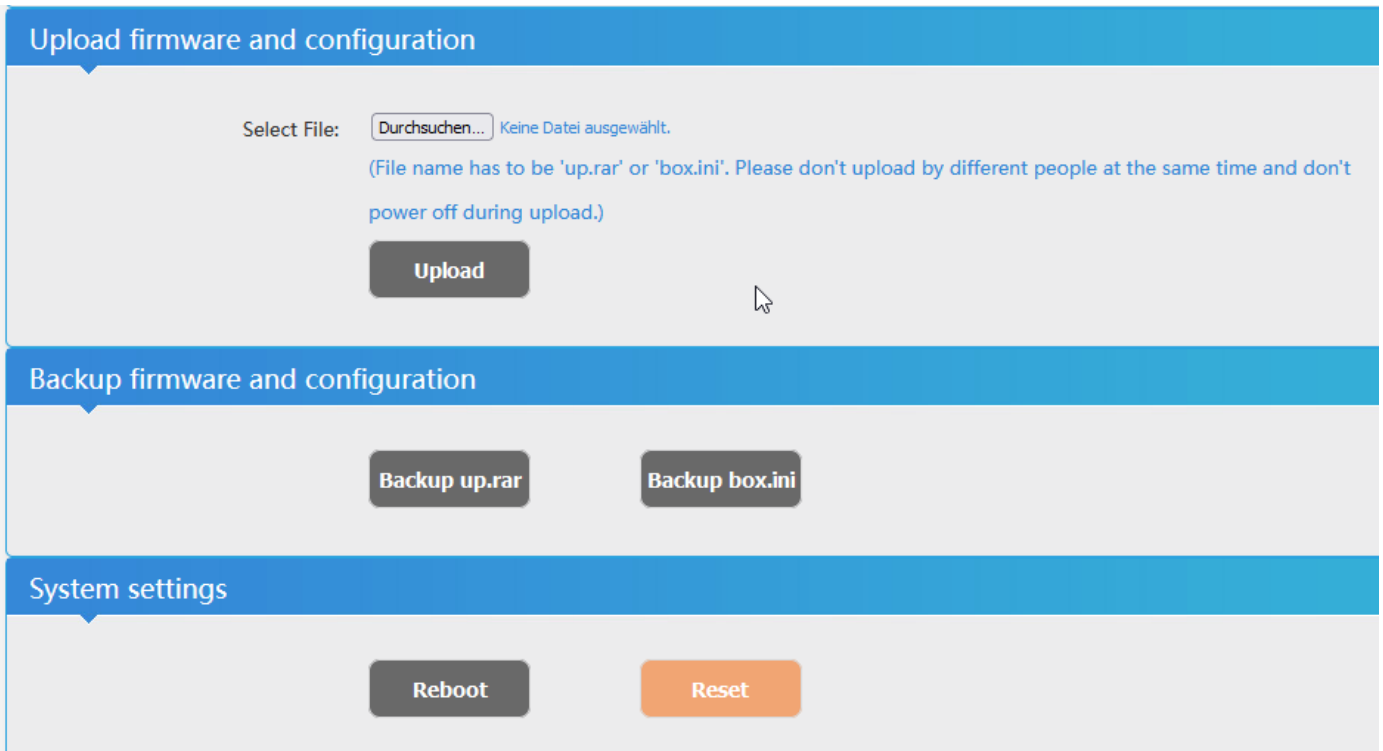 Upload firmware and configuration
Select File: Durchsuchen... Keine Datei ausgewählt.
(File name has to be 'up.rar' or 'box.ini'. Please don't upload by different people at the same time and don't
power off during upload.)
Upload
Backup firmware and configuration
Backup up.rar Backup box.ini
System settings
Reboot Reset